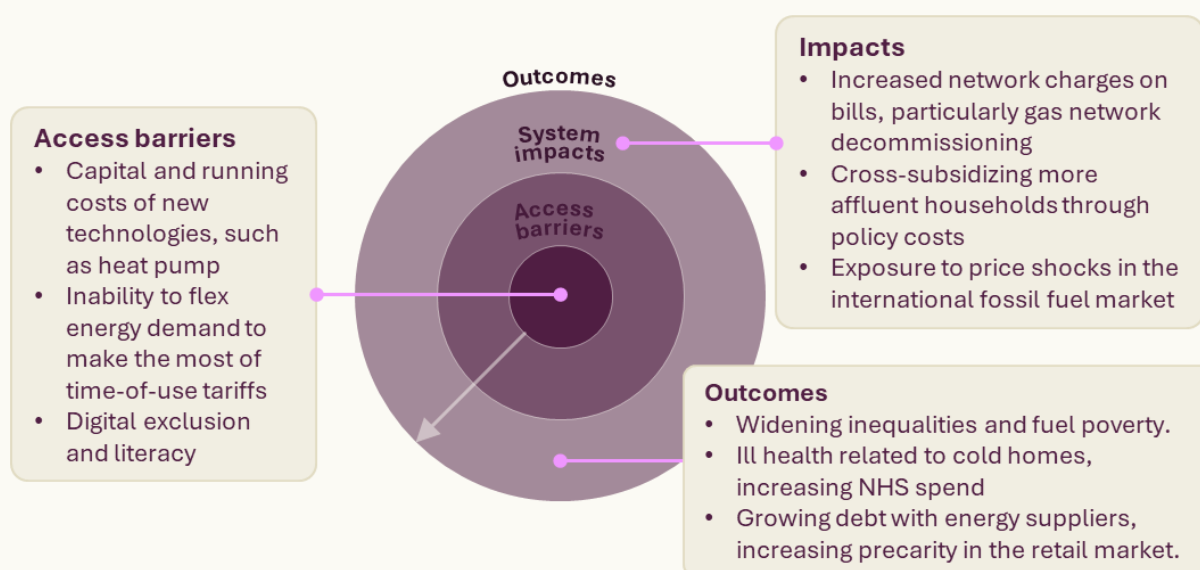 Outcomes
System
impacts
Access
barriers
Access barriers
• Capital and running
costs of new
technologies, such
as heat pump
• Inability to flex
energy demand to
make the most of
time-of-use tariffs
• Digital exclusion
and literacy
Impacts
• Increased network charges on
bills, particularly gas network
decommissioning
• Cross-subsidizing more
affluent households through
policy costs
• Exposure to price shocks in the
international fossil fuel market
Outcomes
• Widening inequalities and fuel poverty.
• Ill health related to cold homes,
increasing NHS spend
• Growing debt with energy suppliers,
increasing precarity in the retail market.